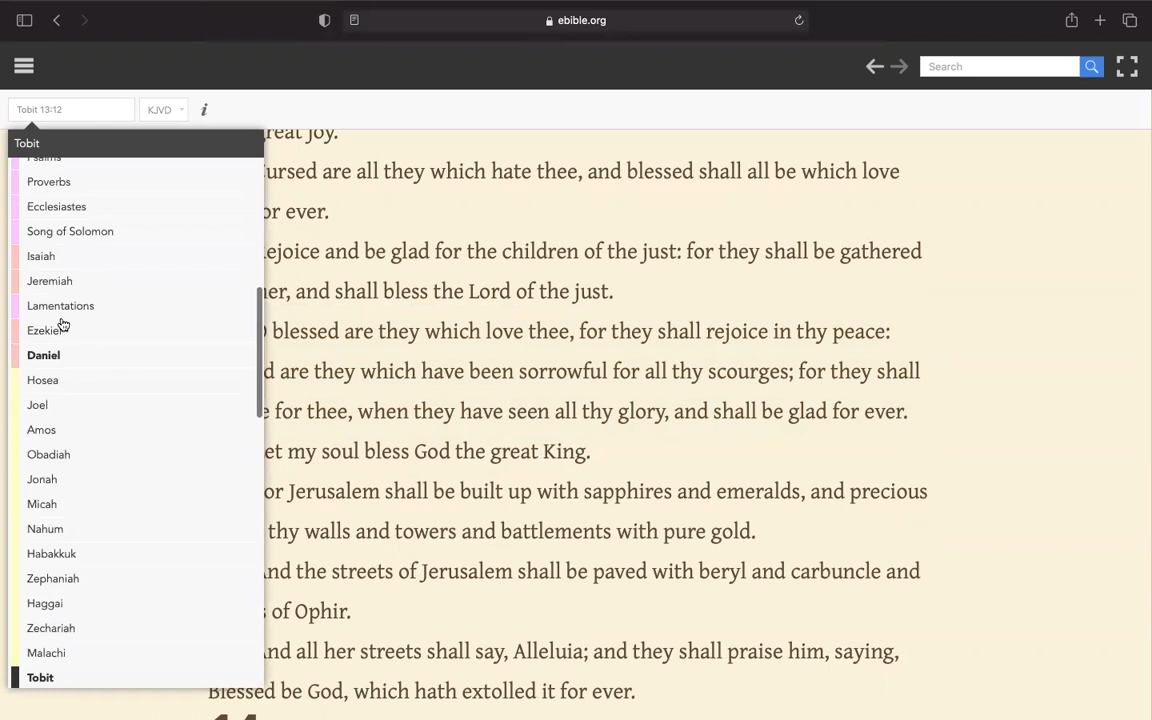 ebible.org
Search
Tobit 13:12
KJVD
i
Tobit
Psalms
Proverbs
Ecclesiastes
Song of Solomon
Isaiah
Jeremiah
Lamentations
Ezekiel
Daniel
Hosea
Joel
Amos
Obadiah
Jonah
Micah
Nahum
Habakkuk
Zephaniah
Haggai
Zechariah
Malachi
Tobit
reat joy.
ursed are all they which hate thee, and blessed shall all be which love
or ever.
ejoice and be glad for the children of the just: for they shall be gathered
er, and shall bless the Lord of the just.
blessed are they which love thee, for they shall rejoice in thy peace:
d are they which have been sorrowful for all thy scourges; for they shall
e for thee, when they have seen all thy glory, and shall be glad for ever.
et my soul bless God the great King.
or Jerusalem shall be built up with sapphires and emeralds, and precious
thy walls and towers and battlements with pure gold.
nd the streets of Jerusalem shall be paved with beryl and carbuncle and
s of Ophir.
nd all her streets shall say, Alleluia; and they shall praise him, saying,
Blessed be God, which hath extolled it for ever.
14